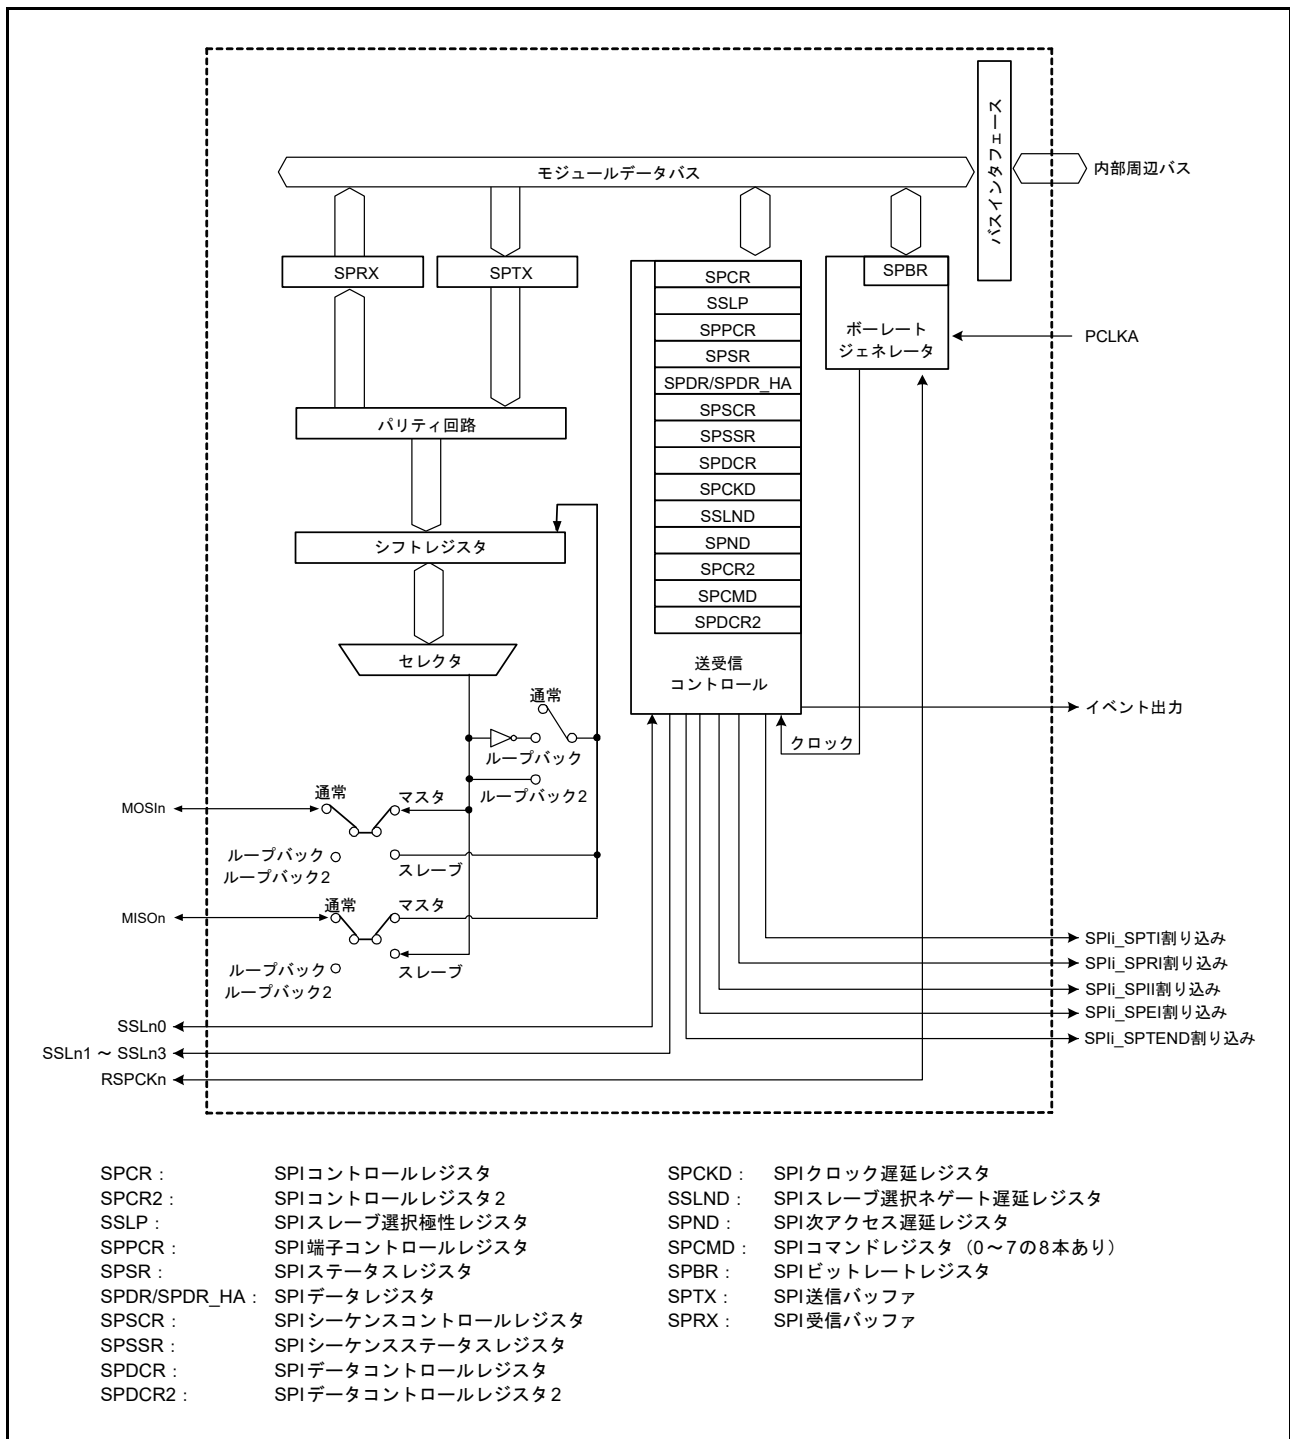 モジュールデータバス
バスインタフェース
内部周辺バス
SPRX
SPTX
SPCR
SSLP
SPPCR
SPSR
SPDR/SPDR_HA
SPSCR
SPSSR
SPDCR
SPCKD
SSLND
SPND
SPCR2
SPCMD
SPDCR2
送受信
コントロール
SPBR
ボーレート
ジェネレータ
PCLKA
パリティ回路
シフトレジスタ
セレクタ
通常
ループバック
ループバック2
イベント出力
クロック
MOSIn
通常
マスタ
ループバック
ループバック2
スレーブ
MISOn
通常
マスタ
ループバック
ループバック2
スレーブ
SPIi_SPTI割り込み
SPIi_SPRI割り込み
SPIi_SPII割り込み
SPIi_SPEI割り込み
SPIi_SPTEND割り込み
SSLn0
SSLn1 ～ SSLn3
RSPCKn
SPCR： SPIコントロールレジスタ
SPCR2： SPIコントロールレジスタ2
SSLP： SPIスレーブ選択極性レジスタ
SPPCR： SPI端子コントロールレジスタ
SPSR： SPIステータスレジスタ
SPDR/SPDR_HA： SPIデータレジスタ
SPSCR： SPIシーケンスコントロールレジスタ
SPSSR： SPIシーケンスステータスレジスタ
SPDCR： SPIデータコントロールレジスタ
SPDCR2： SPIデータコントロールレジスタ2
SPCKD： SPIクロック遅延レジスタ
SSLND： SPIスレーブ選択ネゲート遅延レジスタ
SPND： SPI次アクセス遅延レジスタ
SPCMD： SPIコマンドレジスタ（0～7の8本あり）
SPBR： SPIビットレートレジスタ
SPTX： SPI送信バッファ
SPRX： SPI受信バッファ